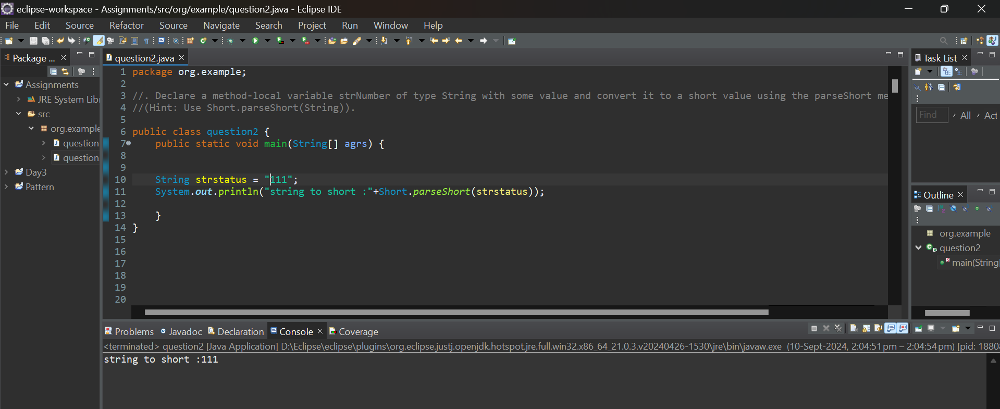 eclipse-workspace - Assignments/src/org/example/question2.java - Eclipse IDE
File Edit Source Refactor Source Navigate Search Project Run Window Help
Package ...
Assignments
JRE System Libr
src
org.example
question
question
Day3
Pattern
question2.java
1 package org.example;
2
3 //. Declare a method-local variable strNumber of type String with some value and convert it to a short value using the parseShort me
4 //(Hint: Use Short.parseShort(String)).
5
6 public class question2 {
7 public static void main(String[] agrs) {
8
9
10 String strstatus = "111";
11 System.out.println("string to short :"+Short.parseShort(strstatus));
12
13 }
14 }
15
16
17
18
19
20
Task List
Find All Act
Outline
org.example
question2
main(String
Problems Javadoc Declaration Console Coverage
<terminated> question2 [Java Application] D:\Eclipse\eclipse\plugins\org.eclipse.justj.openjdk.hotspot.jre.full.win32.x86_64_21.0.3.v20240426-1530\jre\bin\javaw.exe (10-Sept-2024, 2:04:51 pm – 2:04:54 pm) [pid: 1880
string to short :111